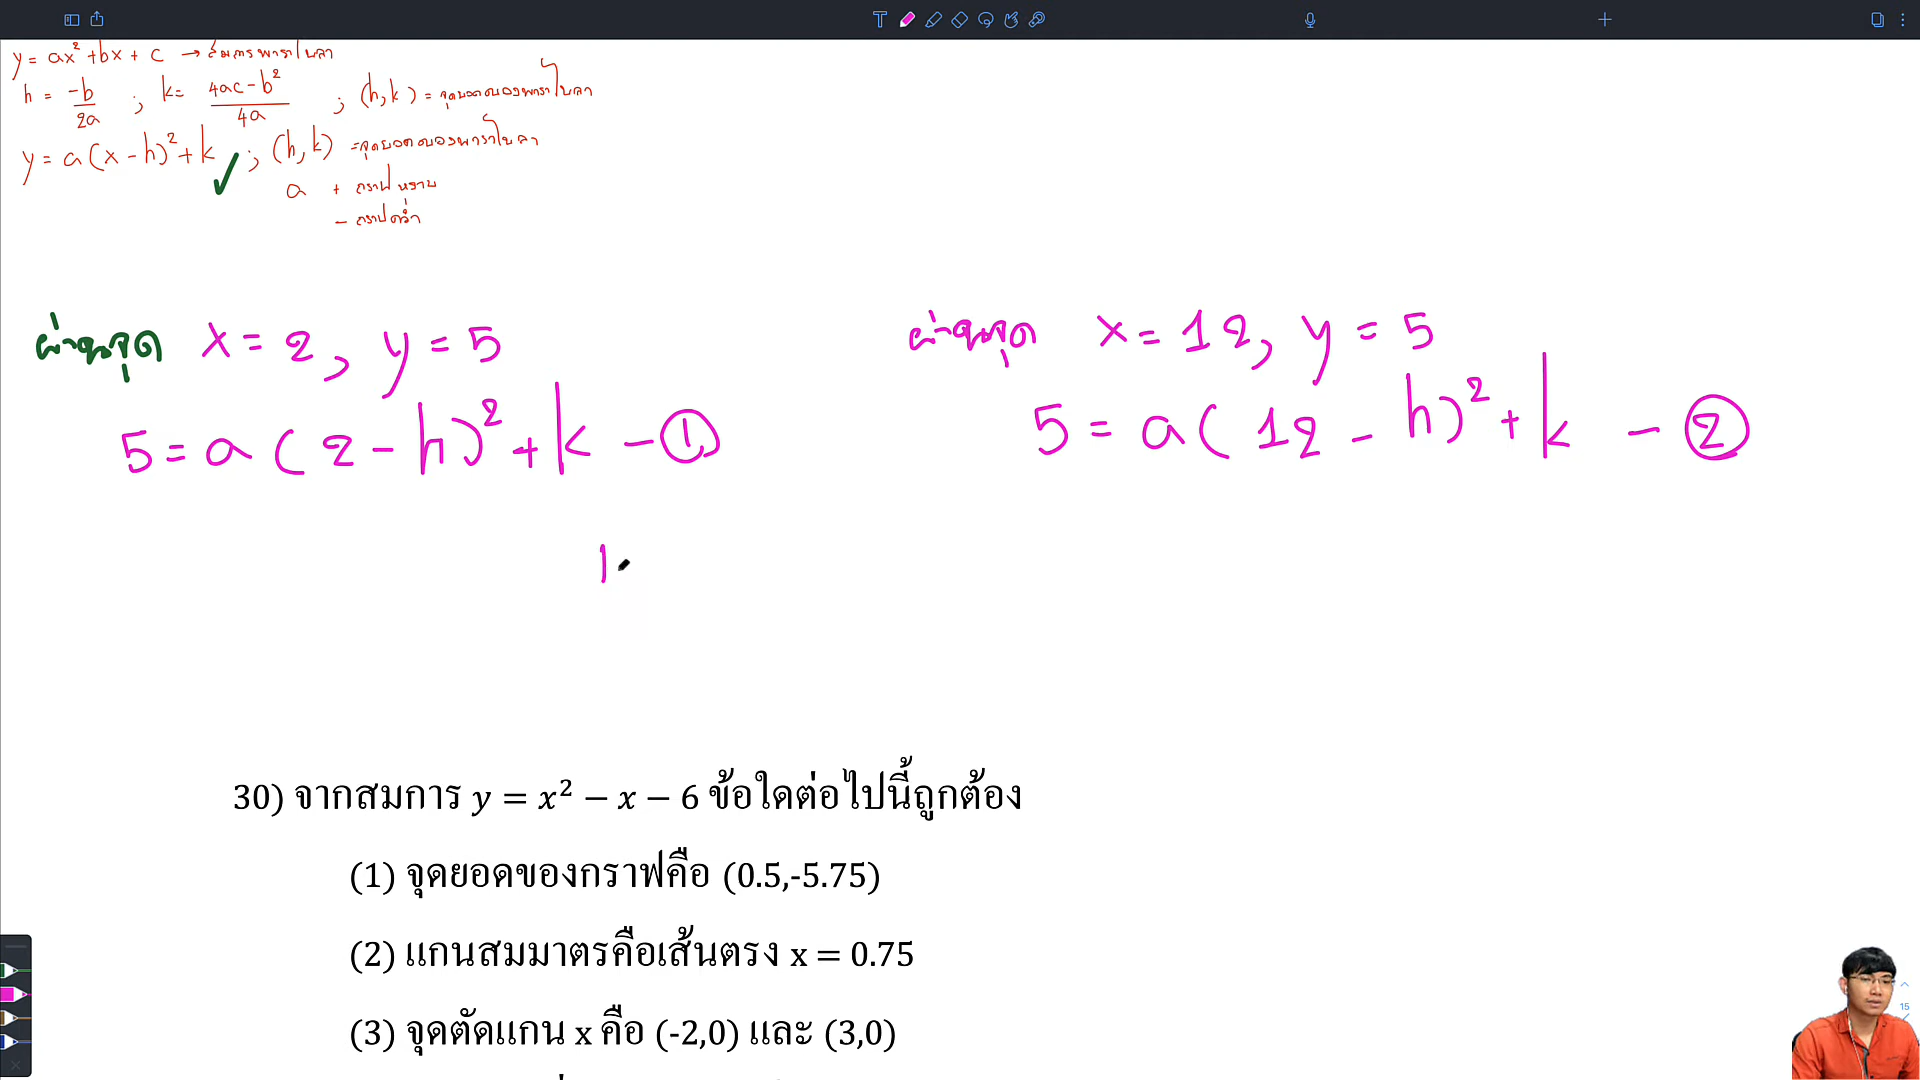 y = ax² + bx + c → สมการพาราโบลา
h = -b/2a ; k = 4ac - b²/4a ; (h,k) = จุดยอดของพาราโบลา
y = a(x - h)² + k ✓ ; (h,k) = จุดยอดของพาราโบลา
a + กราฟหงาย
- กราฟคว่ำ
ผ่านจุด x = 2, y = 5
5 = a(2 - h)² + k - ①
ผ่านจุด x = 12, y = 5
5 = a(12 - h)² + k - ②
30) จากสมการ y = x² − x − 6 ข้อใดต่อไปนี้ถูกต้อง
(1) จุดยอดของกราฟคือ (0.5,-5.75)
(2) แกนสมมาตรคือเส้นตรง x = 0.75
(3) จุดตัดแกน x คือ (-2,0) และ (3,0)
15